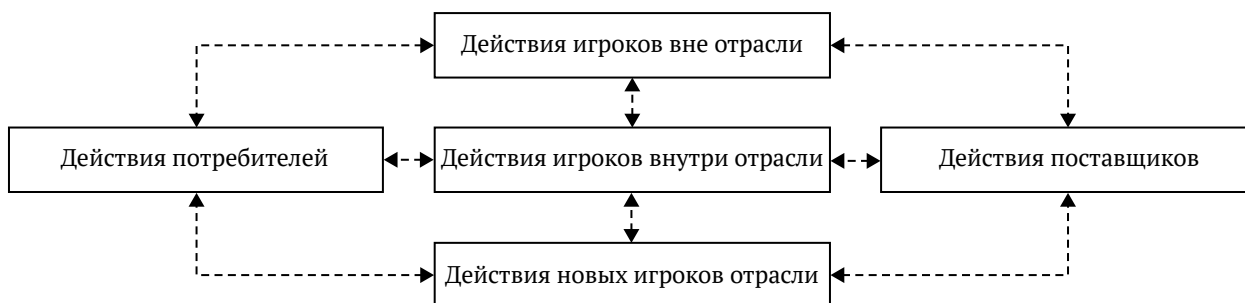 Действия игроков вне отрасли
Действия потребителей
Действия игроков внутри отрасли
Действия поставщиков
Действия новых игроков отрасли